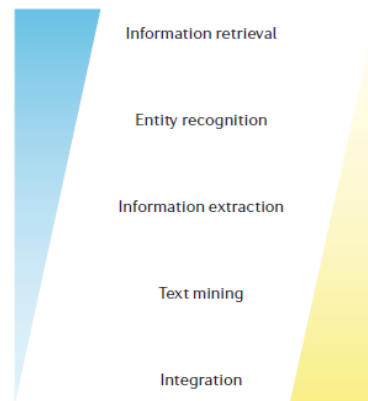 Information retrieval
Entity recognition
Information extraction
Text mining
Integration